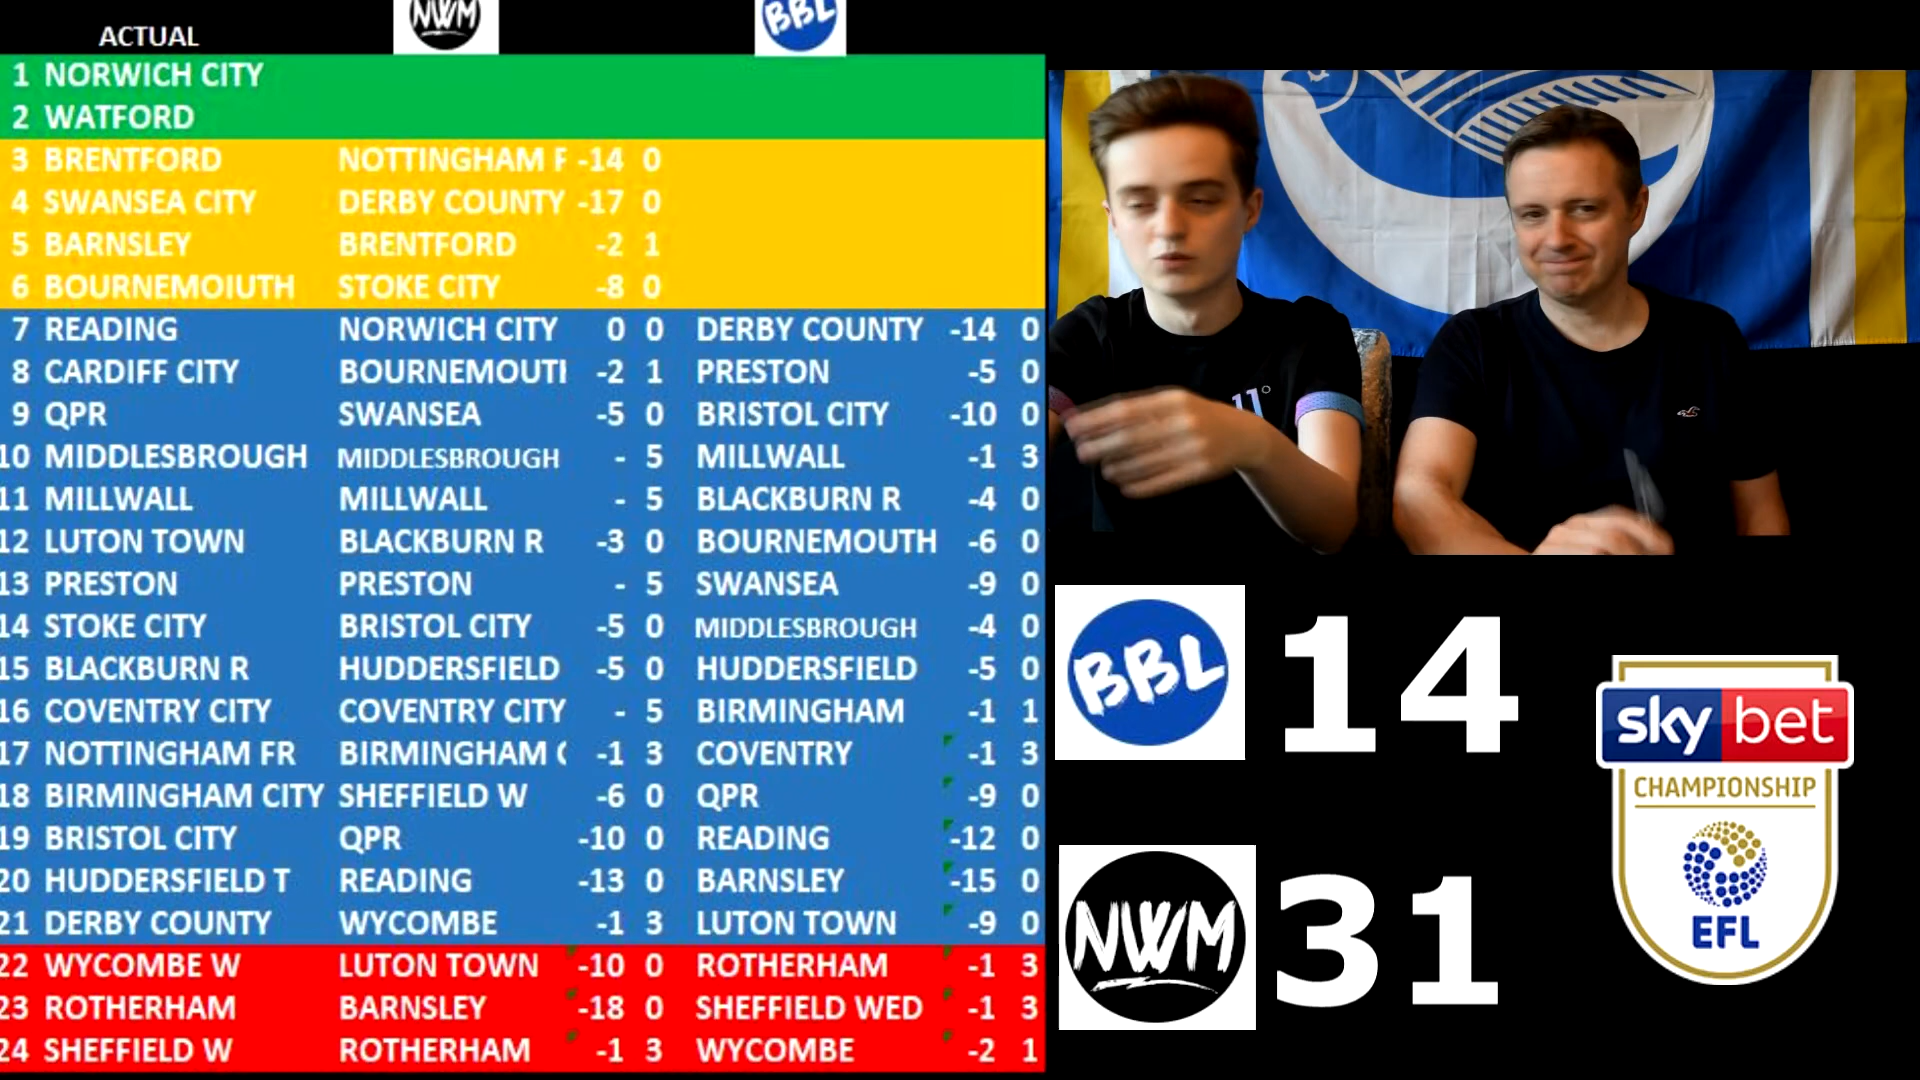 ACTUAL NWM BBL
1 NORWICH CITY
2 WATFORD
3 BRENTFORD NOTTINGHAM F -14 0
4 SWANSEA CITY DERBY COUNTY -17 0
5 BARNSLEY BRENTFORD -2 1
6 BOURNEMOIUTH STOKE CITY -8 0
7 READING NORWICH CITY 0 0 DERBY COUNTY -14 0
8 CARDIFF CITY BOURNEMOUTH -2 1 PRESTON -5 0
9 QPR SWANSEA -5 0 BRISTOL CITY -10 0
10 MIDDLESBROUGH MIDDLESBROUGH - 5 MILLWALL -1 3
11 MILLWALL MILLWALL - 5 BLACKBURN R -4 0
12 LUTON TOWN BLACKBURN R -3 0 BOURNEMOUTH -6 0
13 PRESTON PRESTON - 5 SWANSEA -9 0
14 STOKE CITY BRISTOL CITY -5 0 MIDDLESBROUGH -4 0
15 BLACKBURN R HUDDERSFIELD -5 0 HUDDERSFIELD -5 0
16 COVENTRY CITY COVENTRY CITY - 5 BIRMINGHAM -1 1
17 NOTTINGHAM FR BIRMINGHAM C -1 3 COVENTRY -1 3
18 BIRMINGHAM CITY SHEFFIELD W -6 0 QPR -9 0
19 BRISTOL CITY QPR -10 0 READING -12 0
20 HUDDERSFIELD T READING -13 0 BARNSLEY -15 0
21 DERBY COUNTY WYCOMBE -1 3 LUTON TOWN -9 0
22 WYCOMBE W LUTON TOWN -10 0 ROTHERHAM -1 3
23 ROTHERHAM BARNSLEY -18 0 SHEFFIELD WED -1 3
24 SHEFFIELD W ROTHERHAM -1 3 WYCOMBE -2 1
BBL 14
NWM 31
sky bet
CHAMPIONSHIP
EFL